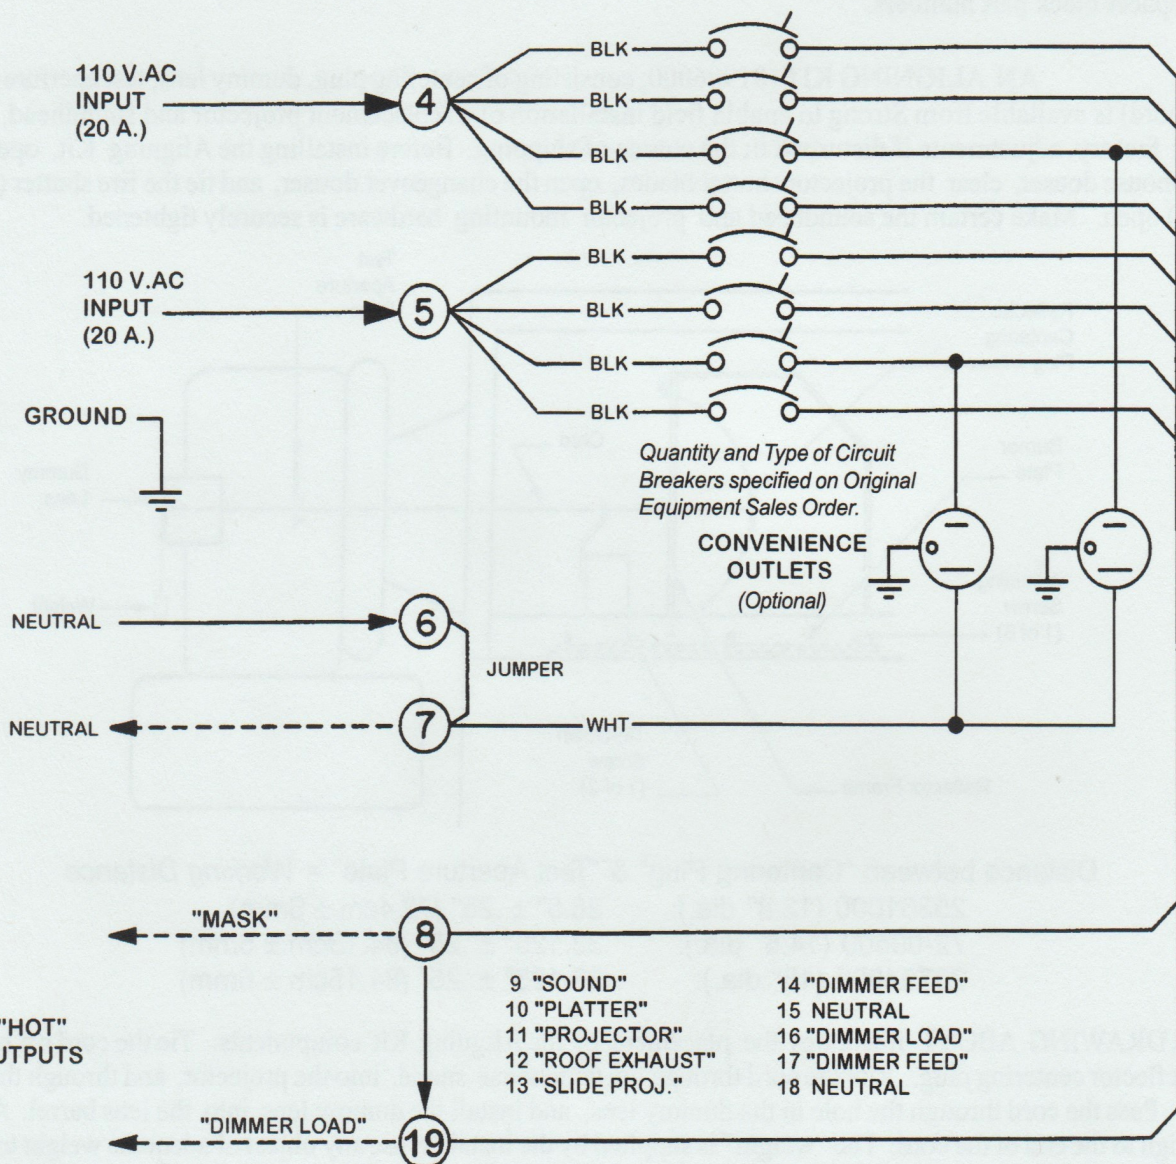 110 V.AC
INPUT
(20 A.)
4
BLK
BLK
BLK
BLK
110 V.AC
INPUT
(20 A.)
5
BLK
BLK
BLK
BLK
GROUND
Quantity and Type of Circuit
Breakers specified on Original
Equipment Sales Order.
CONVENIENCE
OUTLETS
(Optional)
NEUTRAL
6
JUMPER
NEUTRAL
7
WHT
"MASK"
8
"HOT"
UTPUTS
9 "SOUND"
10 "PLATTER"
11 "PROJECTOR"
12 "ROOF EXHAUST"
13 "SLIDE PROJ."
14 "DIMMER FEED"
15 NEUTRAL
16 "DIMMER LOAD"
17 "DIMMER FEED"
18 NEUTRAL
"DIMMER LOAD"
19